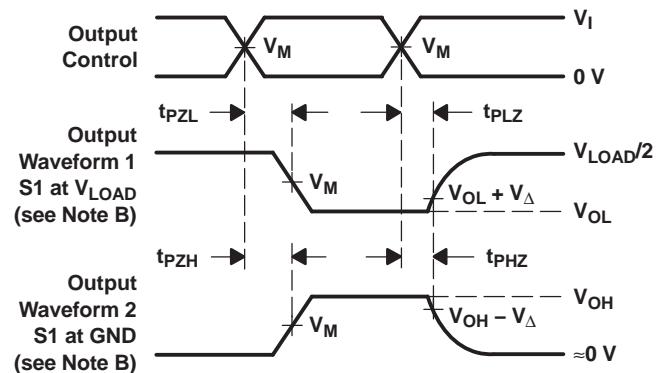 Output
Control
V_M
V_M
V_I
0 V
t_PZL
t_PLZ
Output
Waveform 1
S1 at V_LOAD
(see Note B)
V_M
V_LOAD/2
V_OL + V_Δ
V_OL
t_PZH
t_PHZ
Output
Waveform 2
S1 at GND
(see Note B)
V_M
V_OH
V_OH − V_Δ
≈0 V